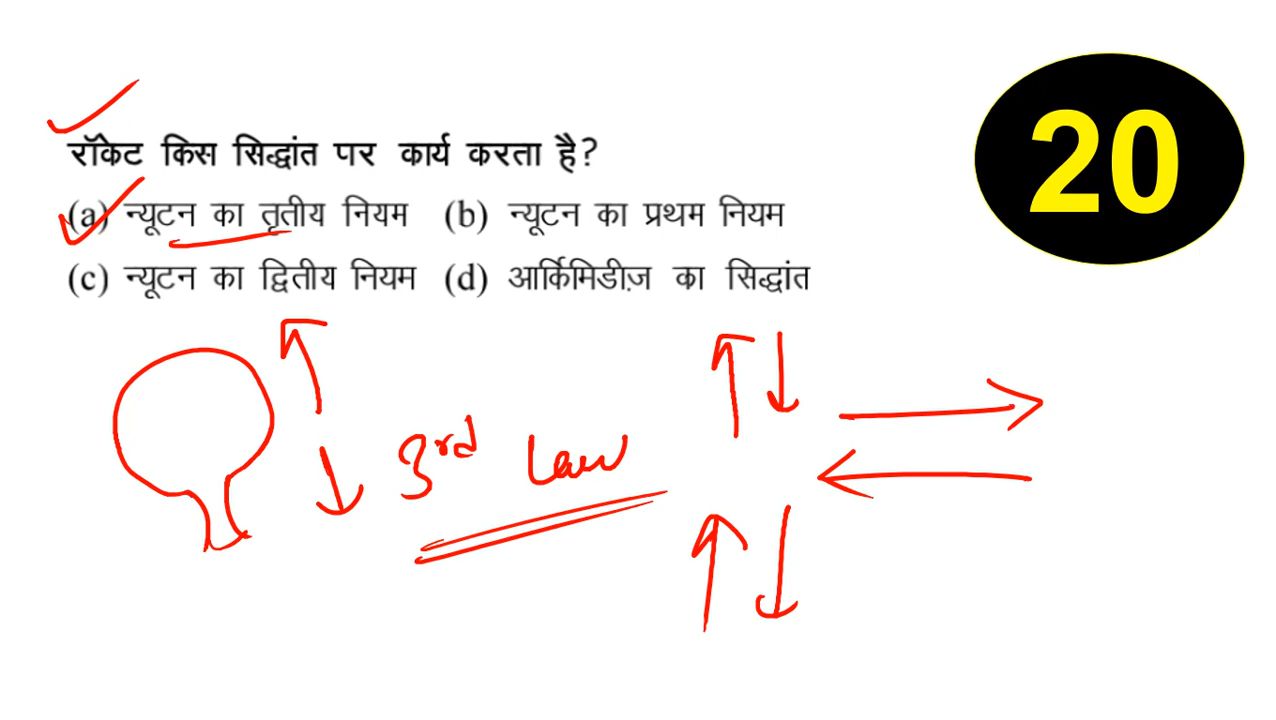 रॉकेट किस सिद्धांत पर कार्य करता है?
(a) न्यूटन का तृतीय नियम (b) न्यूटन का प्रथम नियम
(c) न्यूटन का द्वितीय नियम (d) आर्किमिडीज़ का सिद्धांत
20
3rd Law